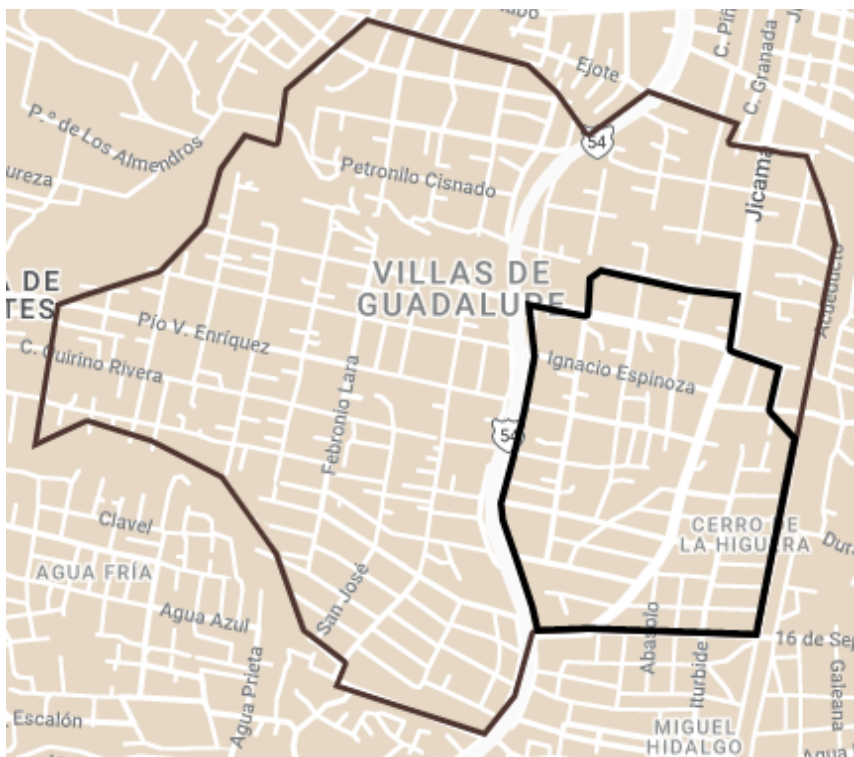 Ejote
C. Granada
54
P.º de Los Almendros
Petronilo Cisnado
Jicama
VILLAS DE
GUADALUPE
Acueducto
Pío V. Enríquez
C. Quirino Rivera
Ignacio Espinoza
Febronio Lara
54
CERRO DE
LA HIGUERA
Clavel
AGUA FRÍA
San José
Agua Azul
Abasolo
16 de Sep
Iturbide
Galeana
Agua Prieta
Escalón
MIGUEL
HIDALGO